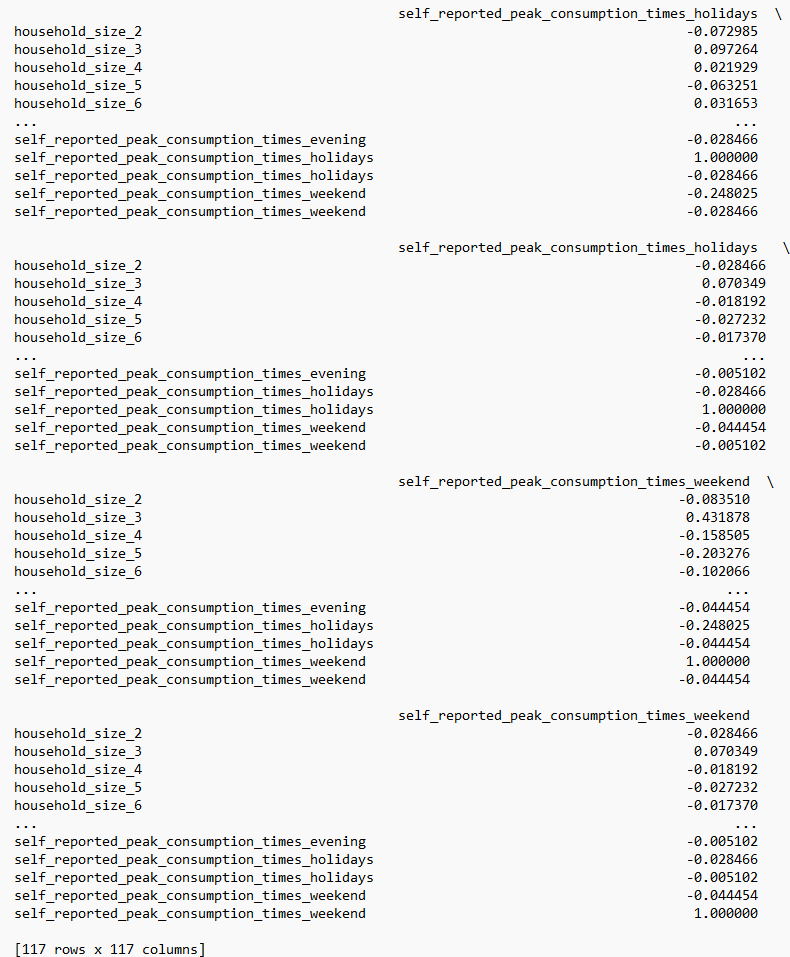 self_reported_peak_consumption_times_holidays \
household_size_2 -0.072985
household_size_3 0.097264
household_size_4 0.021929
household_size_5 -0.063251
household_size_6 0.031653
... ...
self_reported_peak_consumption_times_evening -0.028466
self_reported_peak_consumption_times_holidays 1.000000
self_reported_peak_consumption_times_holidays -0.028466
self_reported_peak_consumption_times_weekend -0.248025
self_reported_peak_consumption_times_weekend -0.028466
self_reported_peak_consumption_times_holidays \
household_size_2 -0.028466
household_size_3 0.070349
household_size_4 -0.018192
household_size_5 -0.027232
household_size_6 -0.017370
... ...
self_reported_peak_consumption_times_evening -0.005102
self_reported_peak_consumption_times_holidays -0.028466
self_reported_peak_consumption_times_holidays 1.000000
self_reported_peak_consumption_times_weekend -0.044454
self_reported_peak_consumption_times_weekend -0.005102
self_reported_peak_consumption_times_weekend \
household_size_2 -0.083510
household_size_3 0.431878
household_size_4 -0.158505
household_size_5 -0.203276
household_size_6 -0.102066
... ...
self_reported_peak_consumption_times_evening -0.044454
self_reported_peak_consumption_times_holidays -0.248025
self_reported_peak_consumption_times_holidays -0.044454
self_reported_peak_consumption_times_weekend 1.000000
self_reported_peak_consumption_times_weekend -0.044454
self_reported_peak_consumption_times_weekend
household_size_2 -0.028466
household_size_3 0.070349
household_size_4 -0.018192
household_size_5 -0.027232
household_size_6 -0.017370
... ...
self_reported_peak_consumption_times_evening -0.005102
self_reported_peak_consumption_times_holidays -0.028466
self_reported_peak_consumption_times_holidays -0.005102
self_reported_peak_consumption_times_weekend -0.044454
self_reported_peak_consumption_times_weekend 1.000000
[117 rows x 117 columns]